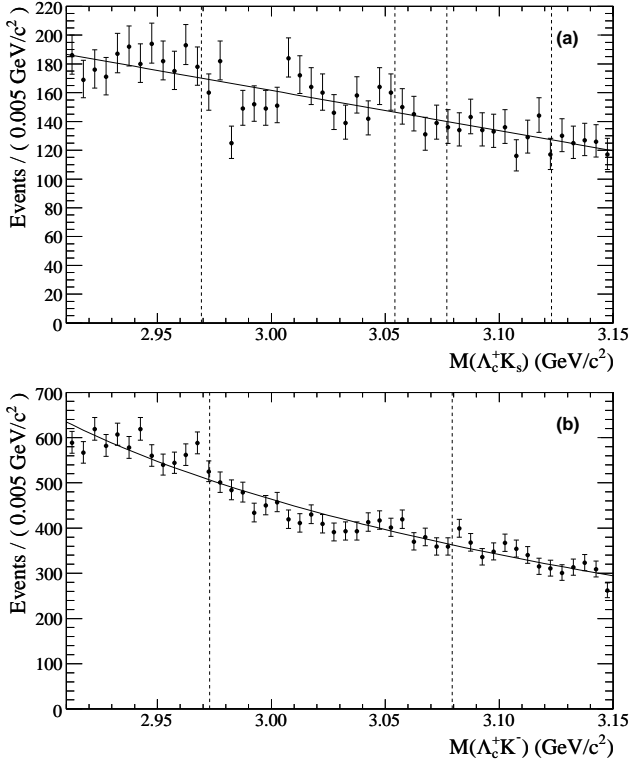 (a)
Events / ( 0.005 GeV/c²)
220
200
180
160
140
120
100
80
60
40
20
0
2.95 3.00 3.05 3.10 3.15
M(Λc⁺Ks) (GeV/c²)
(b)
Events / ( 0.005 GeV/c²)
700
600
500
400
300
200
100
0
2.95 3.00 3.05 3.10 3.15
M(Λc⁺K⁻) (GeV/c²)